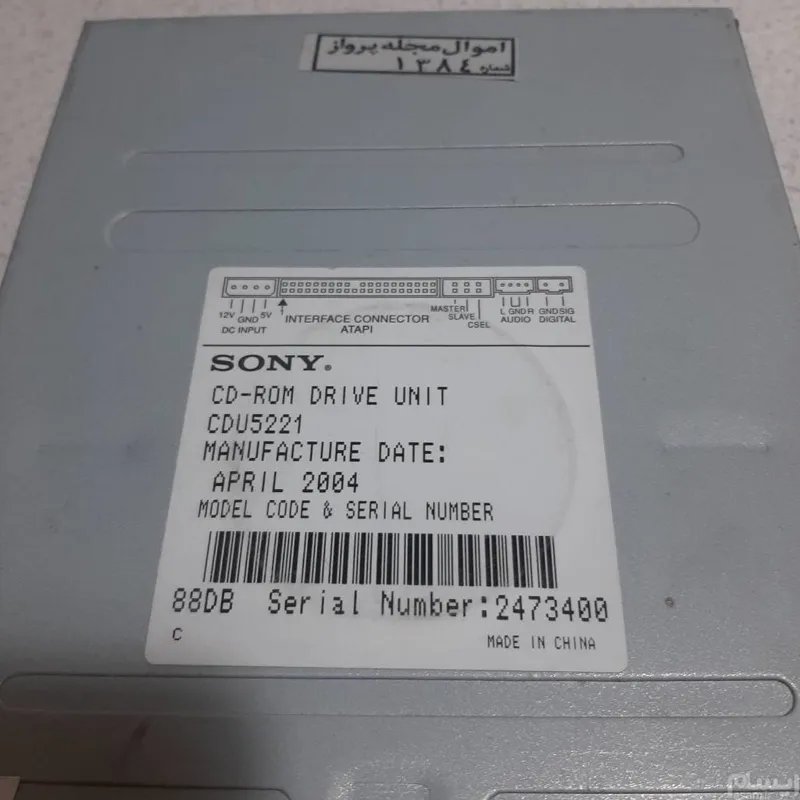 اموال مجله پرواز
شماره ۱۳۸٤
12V GND 5V
DC INPUT
INTERFACE CONNECTOR
ATAPI
MASTER
SLAVE
CSEL
L GND R
AUDIO
GND SIG
DIGITAL
SONY.
CD-ROM DRIVE UNIT
CDU5221
MANUFACTURE DATE:
APRIL 2004
MODEL CODE & SERIAL NUMBER
88DB Serial Number:2473400
C
MADE IN CHINA